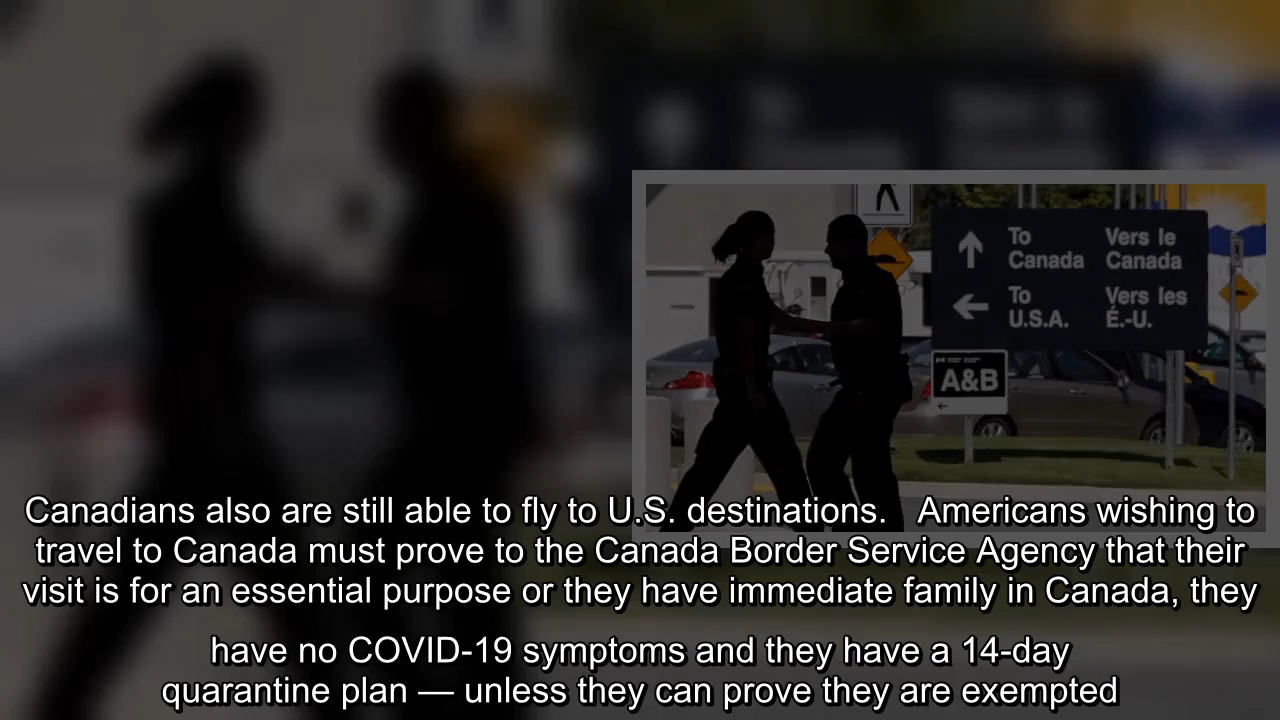 To Vers le
Canada Canada
To Vers les
U.S.A. É.-U.
A&B
Canadians also are still able to fly to U.S. destinations. Americans wishing to
travel to Canada must prove to the Canada Border Service Agency that their
visit is for an essential purpose or they have immediate family in Canada, they
have no COVID-19 symptoms and they have a 14-day
quarantine plan — unless they can prove they are exempted